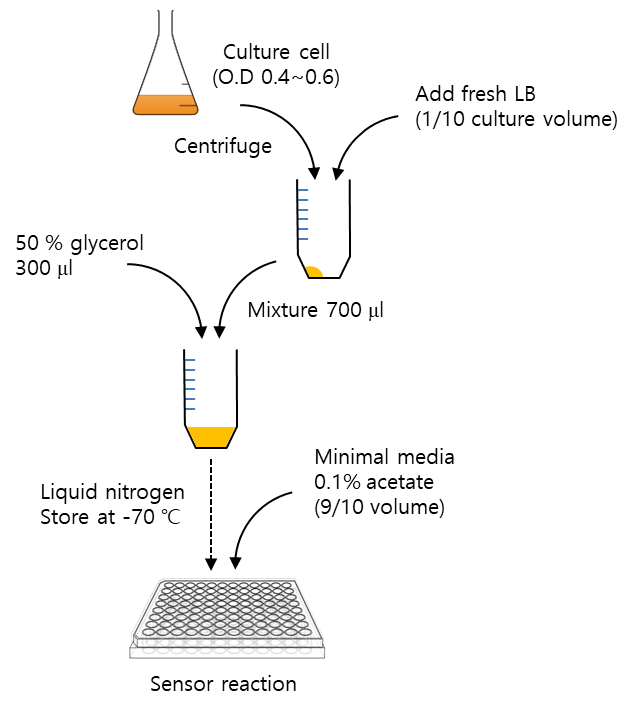 Culture cell
(O.D 0.4~0.6)
Add fresh LB
(1/10 culture volume)
Centrifuge
50 % glycerol
300 μl
Mixture 700 μl
Minimal media
0.1% acetate
(9/10 volume)
Liquid nitrogen
Store at -70 ℃
Sensor reaction